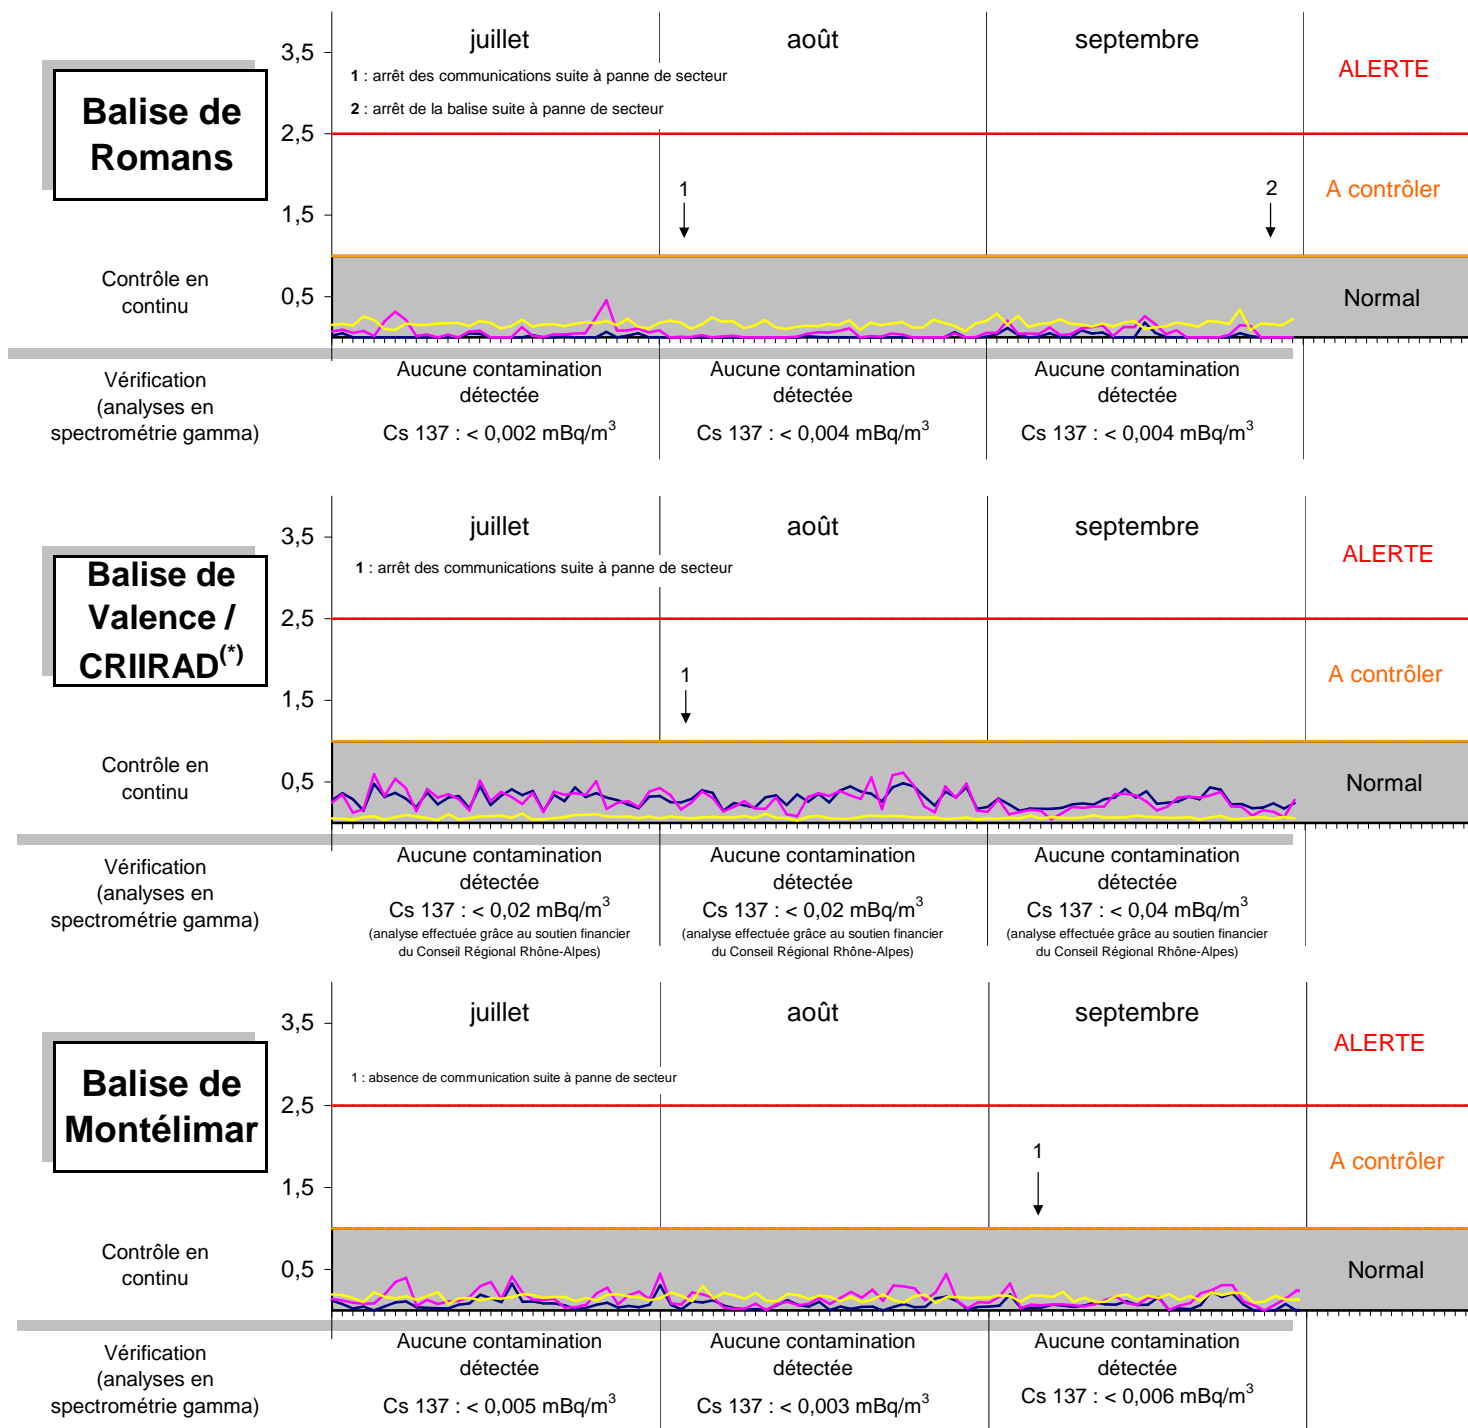 juillet août septembre
3,5
ALERTE
1 : arrêt des communications suite à panne de secteur
2 : arrêt de la balise suite à panne de secteur
Balise de
Romans
2,5
1 2
A contrôler
1,5
Contrôle en
continu
0,5
Normal
Vérification
(analyses en
spectrométrie gamma)
Aucune contamination
détectée
Cs 137 : < 0,002 mBq/m³
Aucune contamination
détectée
Cs 137 : < 0,004 mBq/m³
Aucune contamination
détectée
Cs 137 : < 0,004 mBq/m³
juillet août septembre
3,5
ALERTE
1 : arrêt des communications suite à panne de secteur
Balise de
Valence /
CRIIRAD(*)
2,5
1
A contrôler
1,5
Contrôle en
continu
0,5
Normal
Vérification
(analyses en
spectrométrie gamma)
Aucune contamination
détectée
Cs 137 : < 0,02 mBq/m³
(analyse effectuée grâce au soutien financier
du Conseil Régional Rhône-Alpes)
Aucune contamination
détectée
Cs 137 : < 0,02 mBq/m³
(analyse effectuée grâce au soutien financier
du Conseil Régional Rhône-Alpes)
Aucune contamination
détectée
Cs 137 : < 0,04 mBq/m³
(analyse effectuée grâce au soutien financier
du Conseil Régional Rhône-Alpes)
juillet août septembre
3,5
ALERTE
1 : absence de communication suite à panne de secteur
Balise de
Montélimar
2,5
1
A contrôler
1,5
Contrôle en
continu
0,5
Normal
Vérification
(analyses en
spectrométrie gamma)
Aucune contamination
détectée
Cs 137 : < 0,005 mBq/m³
Aucune contamination
détectée
Cs 137 : < 0,003 mBq/m³
Aucune contamination
détectée
Cs 137 : < 0,006 mBq/m³